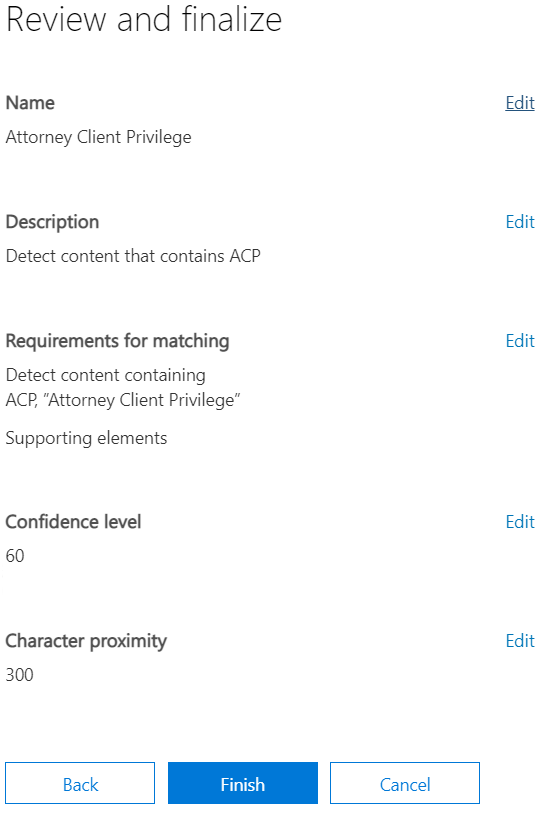 Review and finalize
Name
Edit
Attorney Client Privilege
Description
Edit
Detect content that contains ACP
Requirements for matching
Edit
Detect content containing
ACP, ”Attorney Client Privilege”
Supporting elements
Confidence level
Edit
60
Character proximity
Edit
300
Back
Finish
Cancel